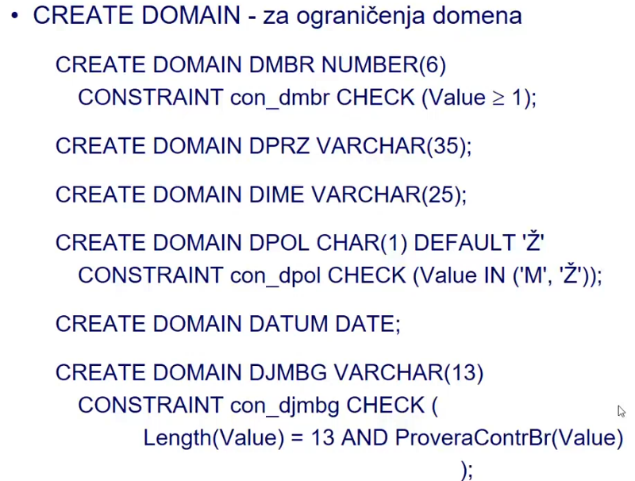 • CREATE DOMAIN - za ograničenja domena
CREATE DOMAIN DMBR NUMBER(6)
CONSTRAINT con_dmbr CHECK (Value ≥ 1);
CREATE DOMAIN DPRZ VARCHAR(35);
CREATE DOMAIN DIME VARCHAR(25);
CREATE DOMAIN DPOL CHAR(1) DEFAULT 'Ž'
CONSTRAINT con_dpol CHECK (Value IN ('M', 'Ž'));
CREATE DOMAIN DATUM DATE;
CREATE DOMAIN DJMBG VARCHAR(13)
CONSTRAINT con_djmbg CHECK (
Length(Value) = 13 AND ProveraContrBr(Value)
);